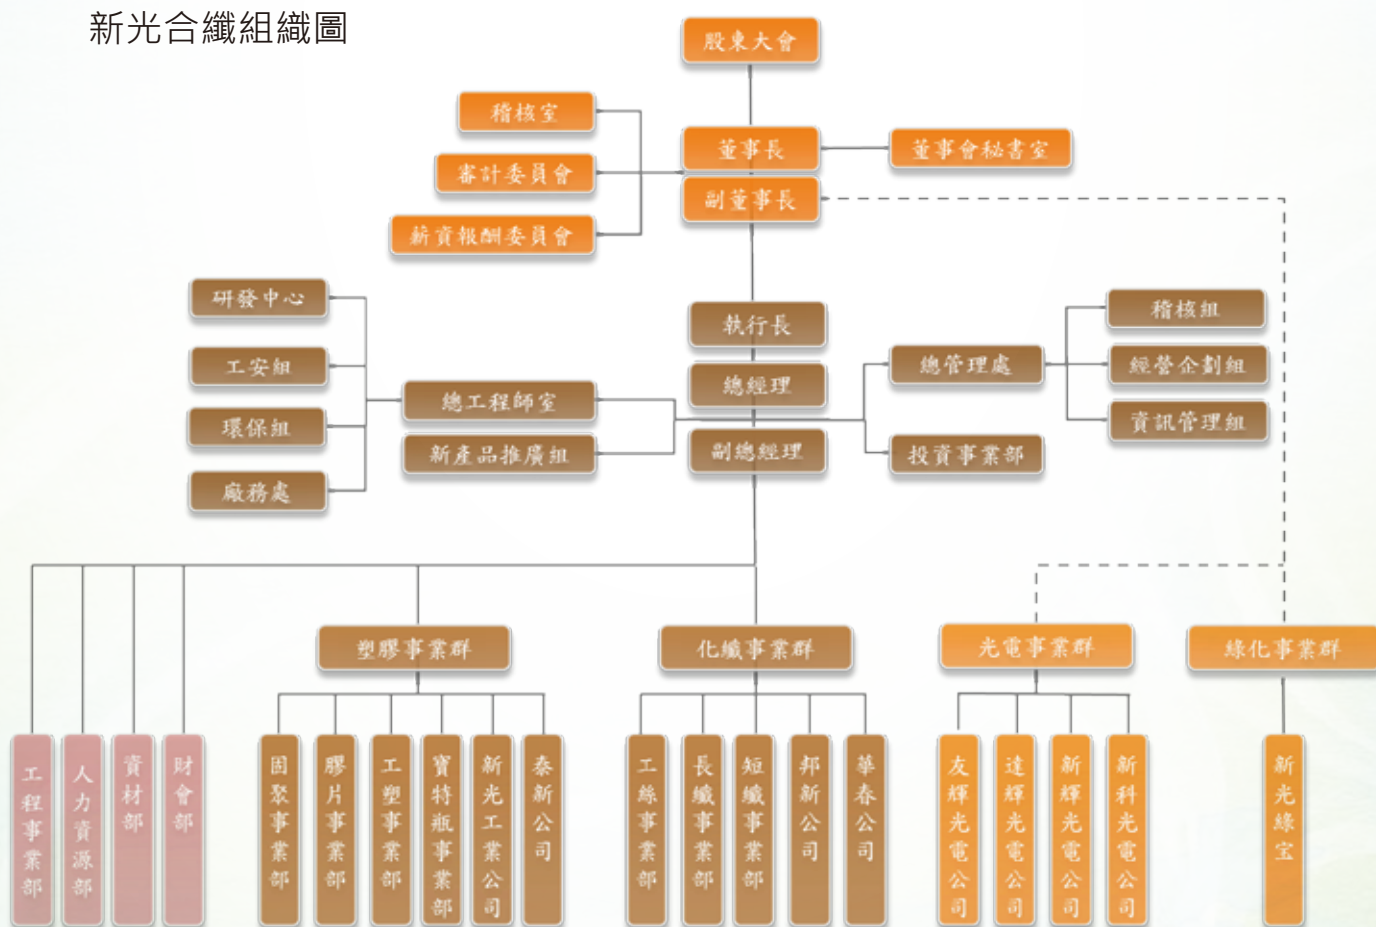 新光合纖組織圖
股東大會
稽核室
董事長
董事會秘書室
審計委員會
副董事長
薪資報酬委員會
研發中心
執行長
稽核組
工安組
總管理處
經營企劃組
總經理
總工程師室
環保組
資訊管理組
新產品推廣組
副總經理
投資事業部
廠務處
塑膠事業群
化纖事業群
光電事業群
綠化事業群
工程事業部
人力資源部
資材部
財會部
固聚事業部
膠片事業部
工塑事業部
寶特瓶事業部
新光工業公司
泰新公司
工絲事業部
長纖事業部
短纖事業部
邦新公司
華春公司
友輝光電公司
達輝光電公司
新輝光電公司
新科光電公司
新光綠宝